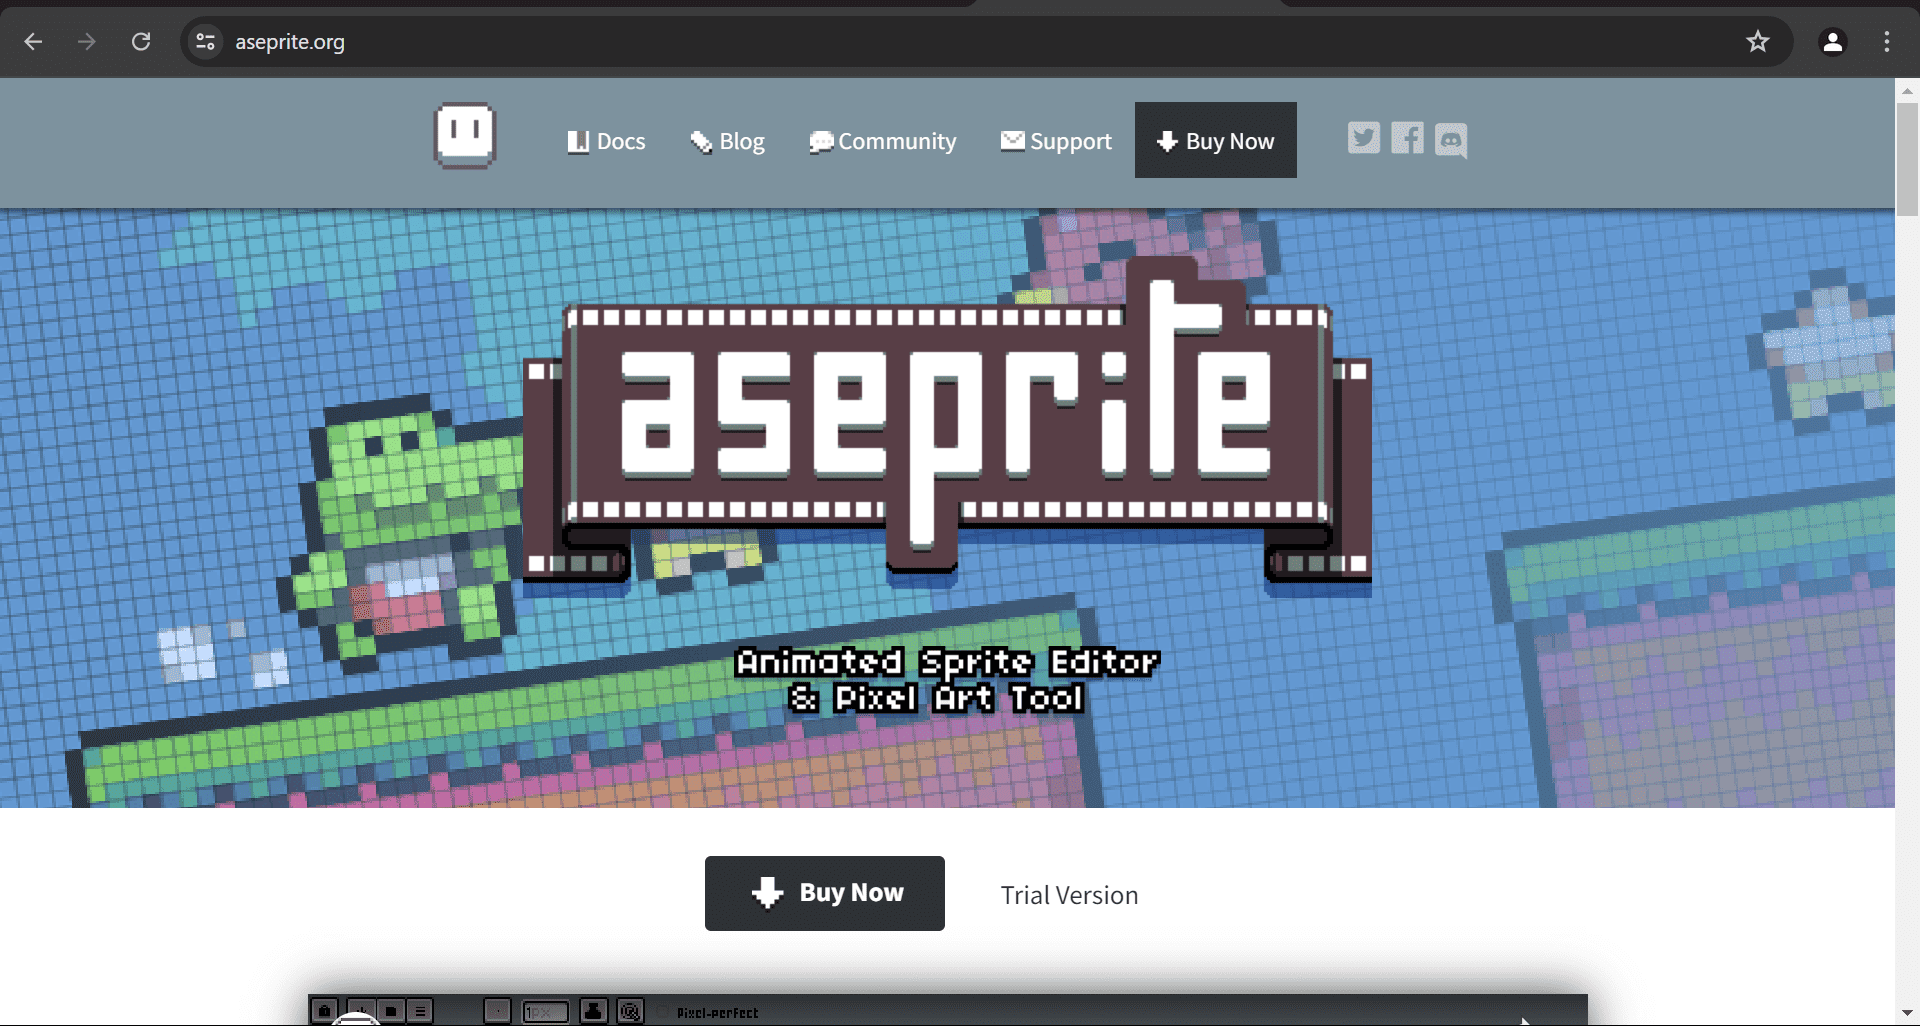 aseprite.org
Docs
Blog
Community
Support
Buy Now
aseprite
Animated Sprite Editor
& Pixel Art Tool
Buy Now
Trial Version
1px
Pixel-perfect